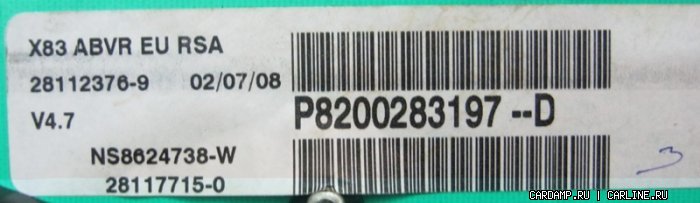 X83 ABVR EU RSA
28112376-9 02/07/08
V4.7
P8200283197 --D
NS8624738-W
28117715-0
3
CARDAMP.RU | CARLINE.RU